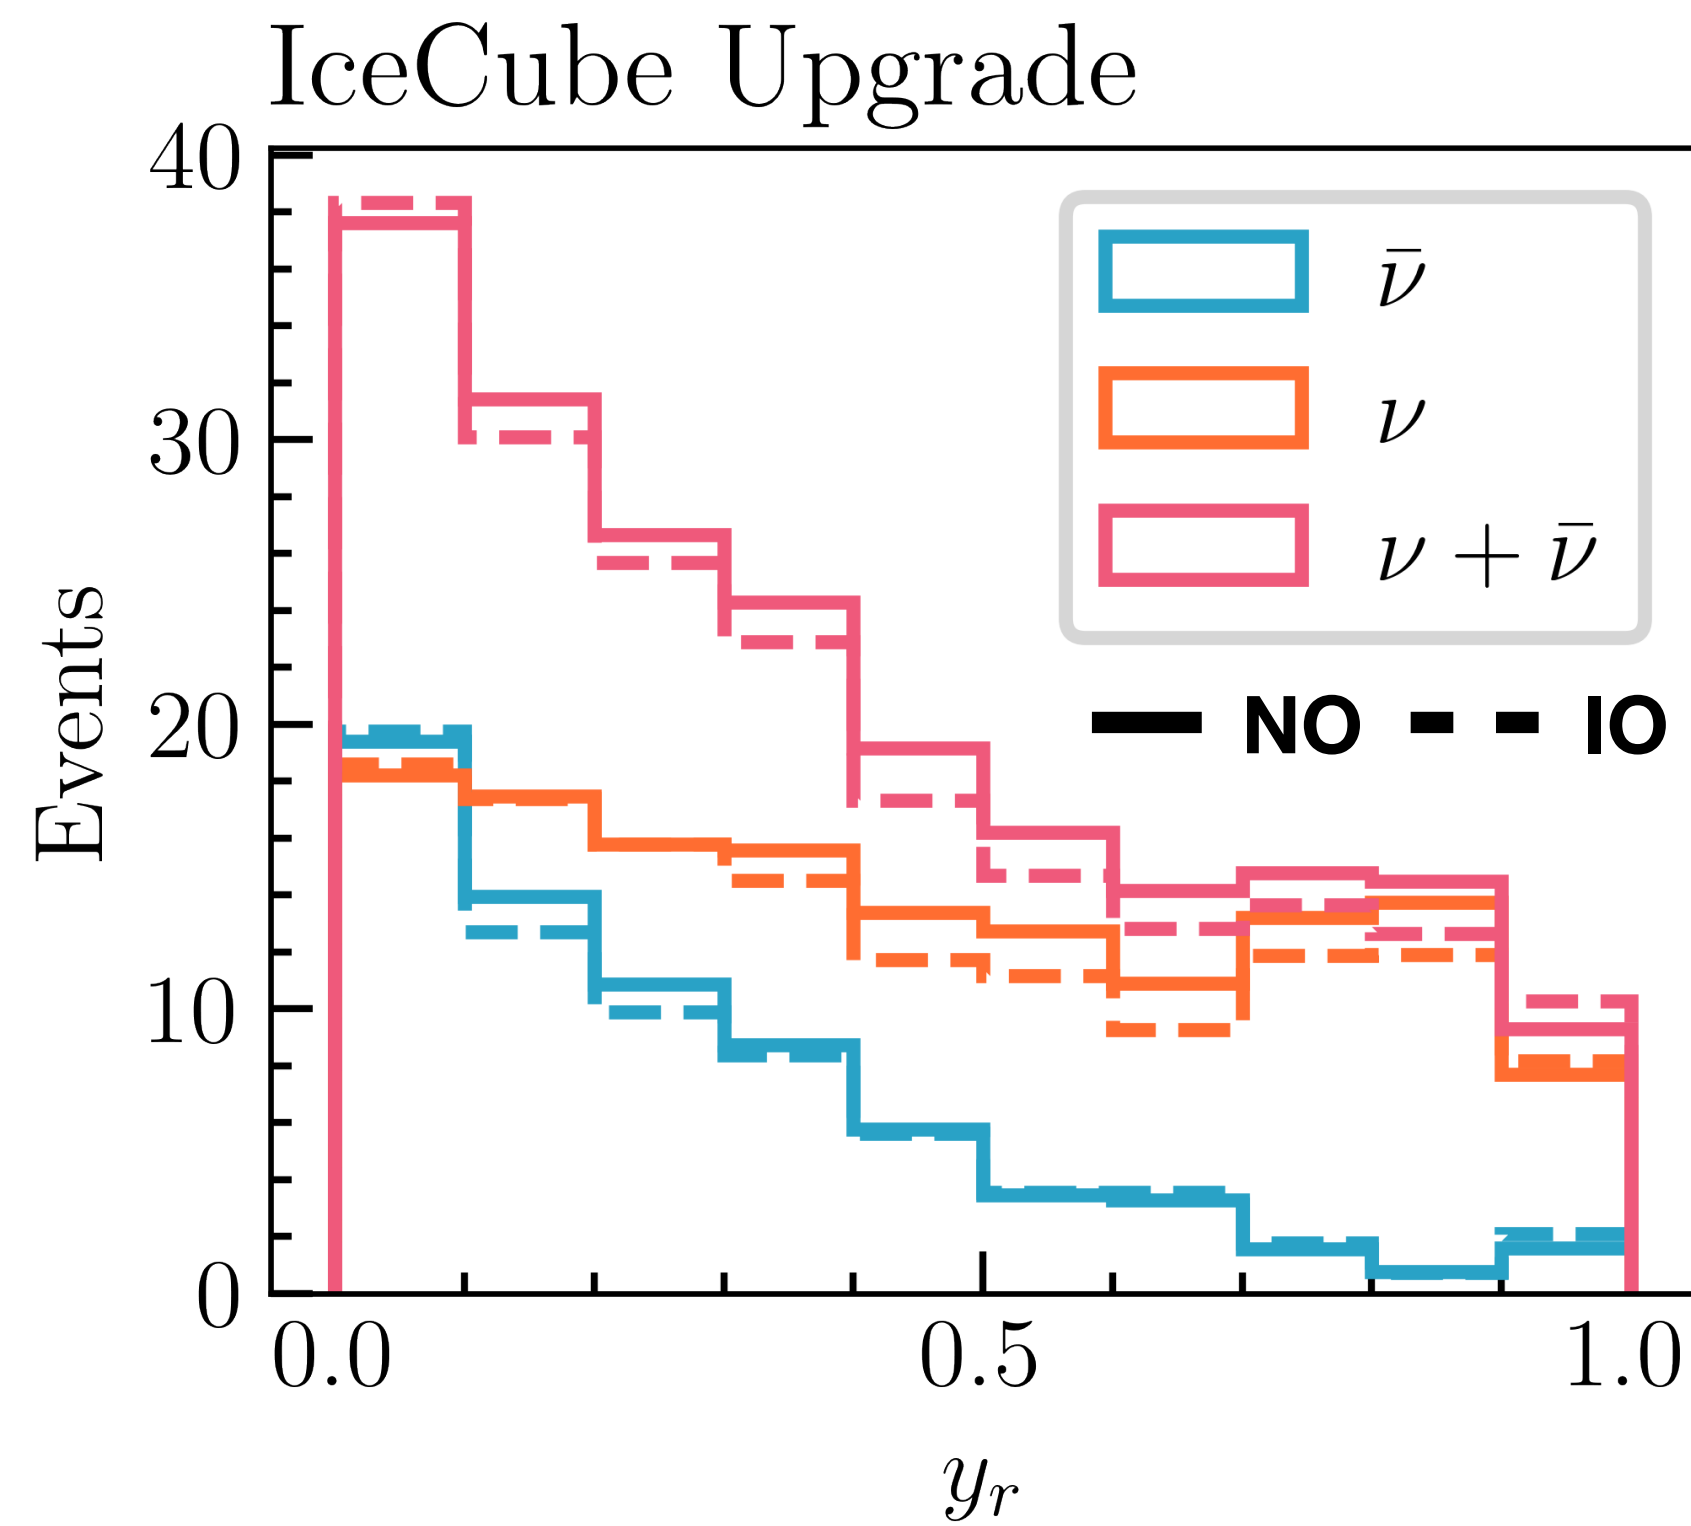 IceCube Upgrade
40
30
20
10
0
Events
ν̄
ν
ν + ν̄
NO IO
0.0 0.5 1.0
y_r